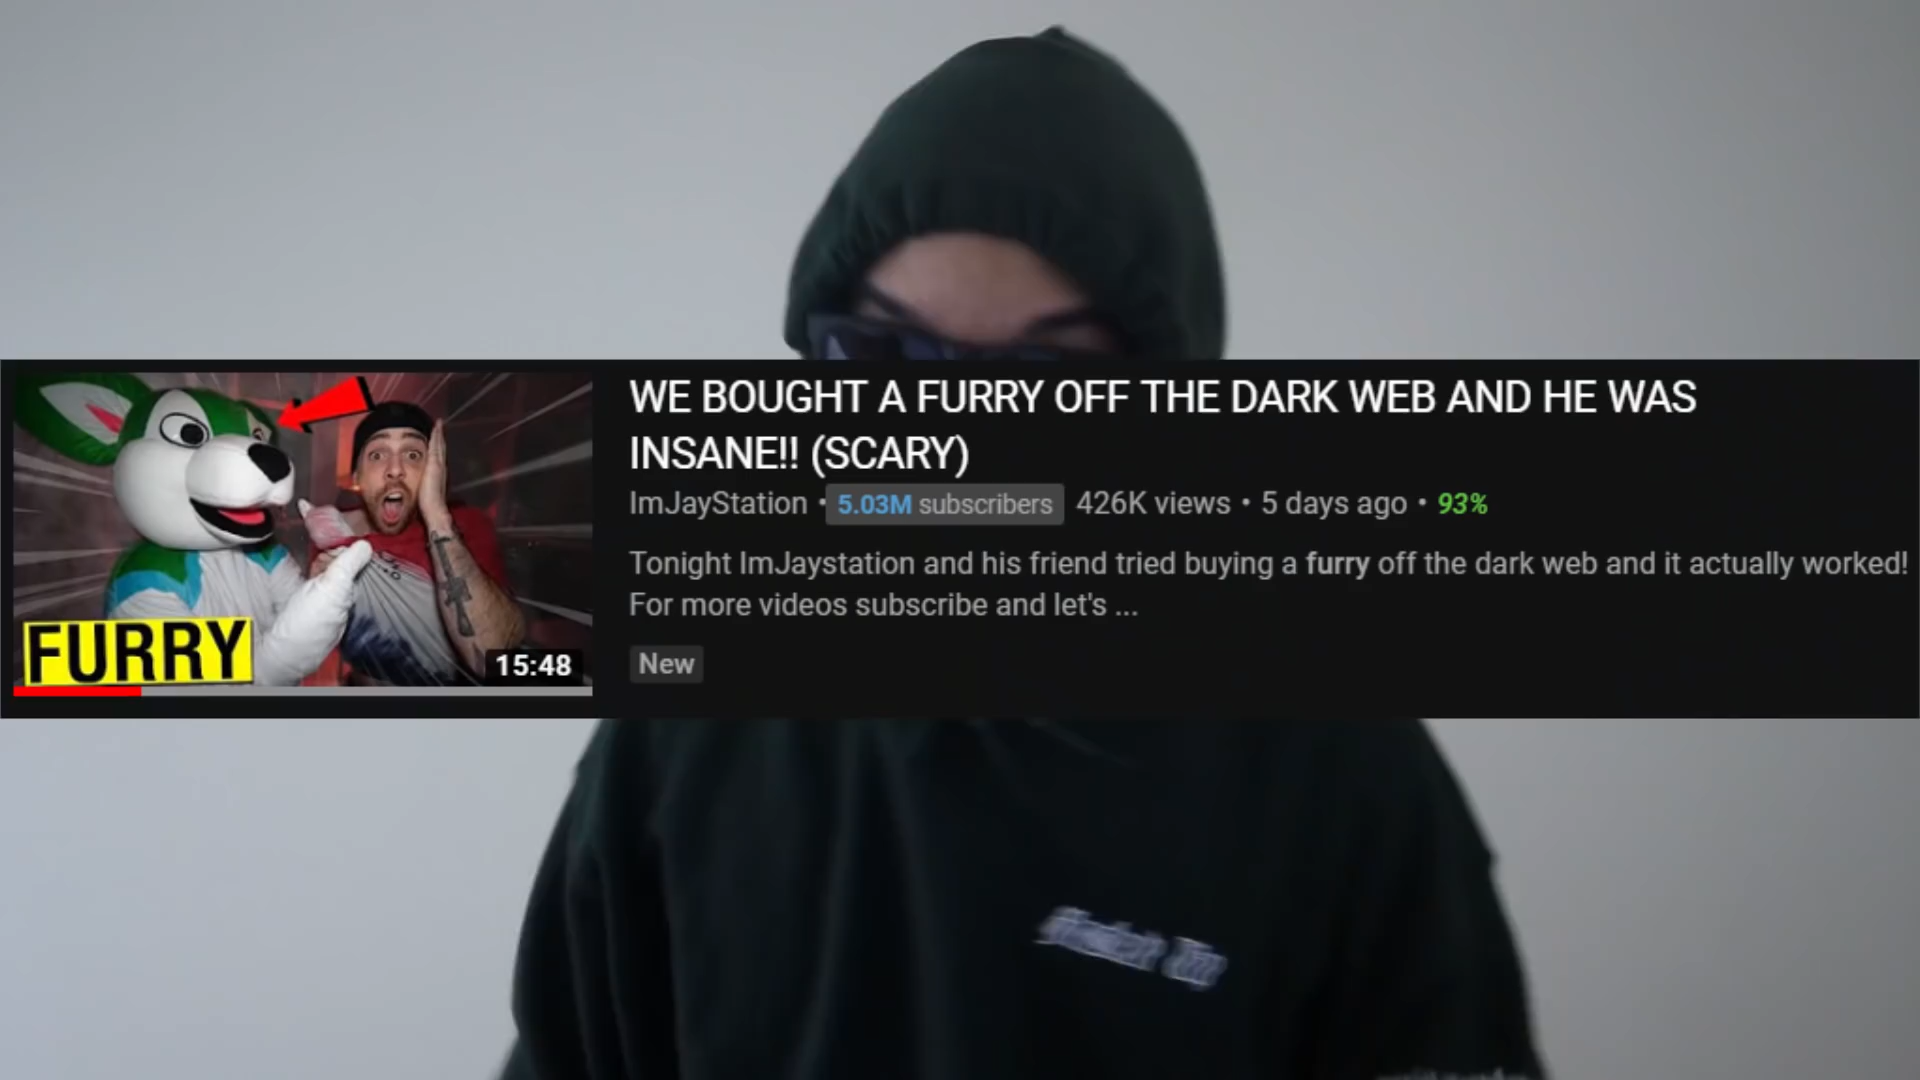 WE BOUGHT A FURRY OFF THE DARK WEB AND HE WAS
INSANE!! (SCARY)
ImJayStation • 5.03M subscribers 426K views • 5 days ago • 93%
Tonight ImJaystation and his friend tried buying a furry off the dark web and it actually worked!
For more videos subscribe and let's ...
New
FURRY
15:48